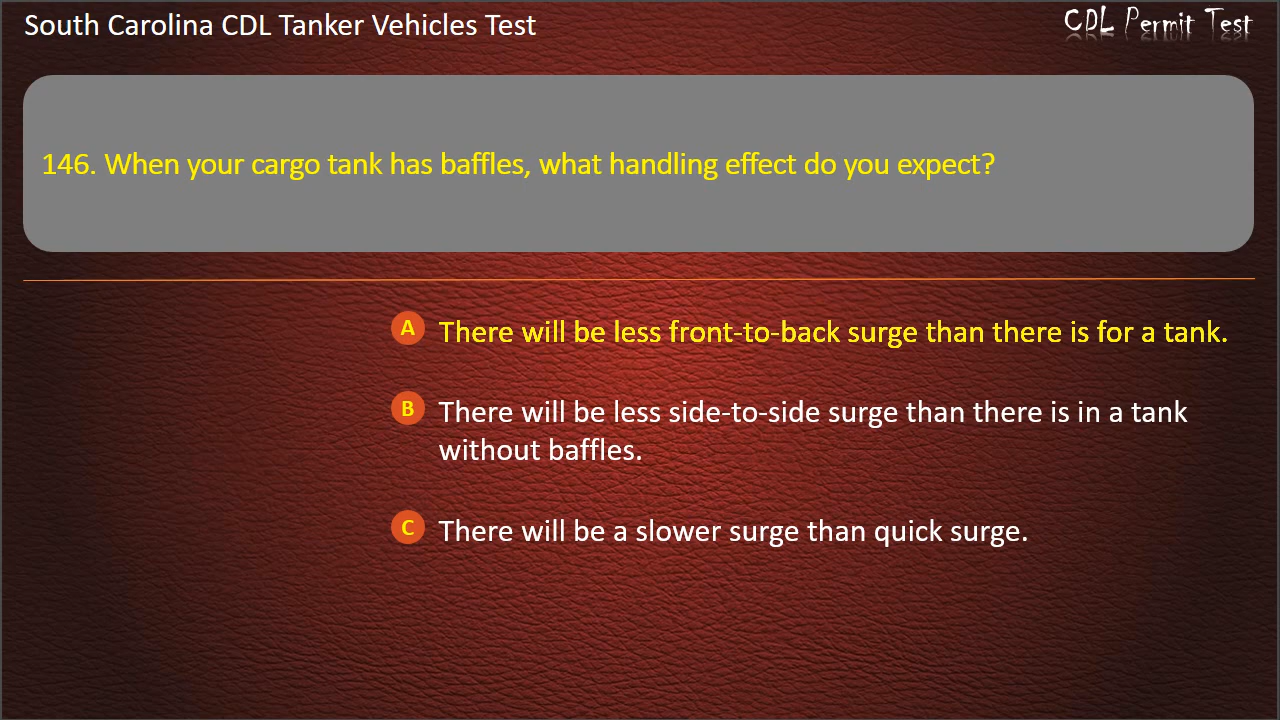 South Carolina CDL Tanker Vehicles Test
CDL Permit Test
146. When your cargo tank has baffles, what handling effect do you expect?
A There will be less front-to-back surge than there is for a tank.
B There will be less side-to-side surge than there is in a tank
without baffles.
C There will be a slower surge than quick surge.